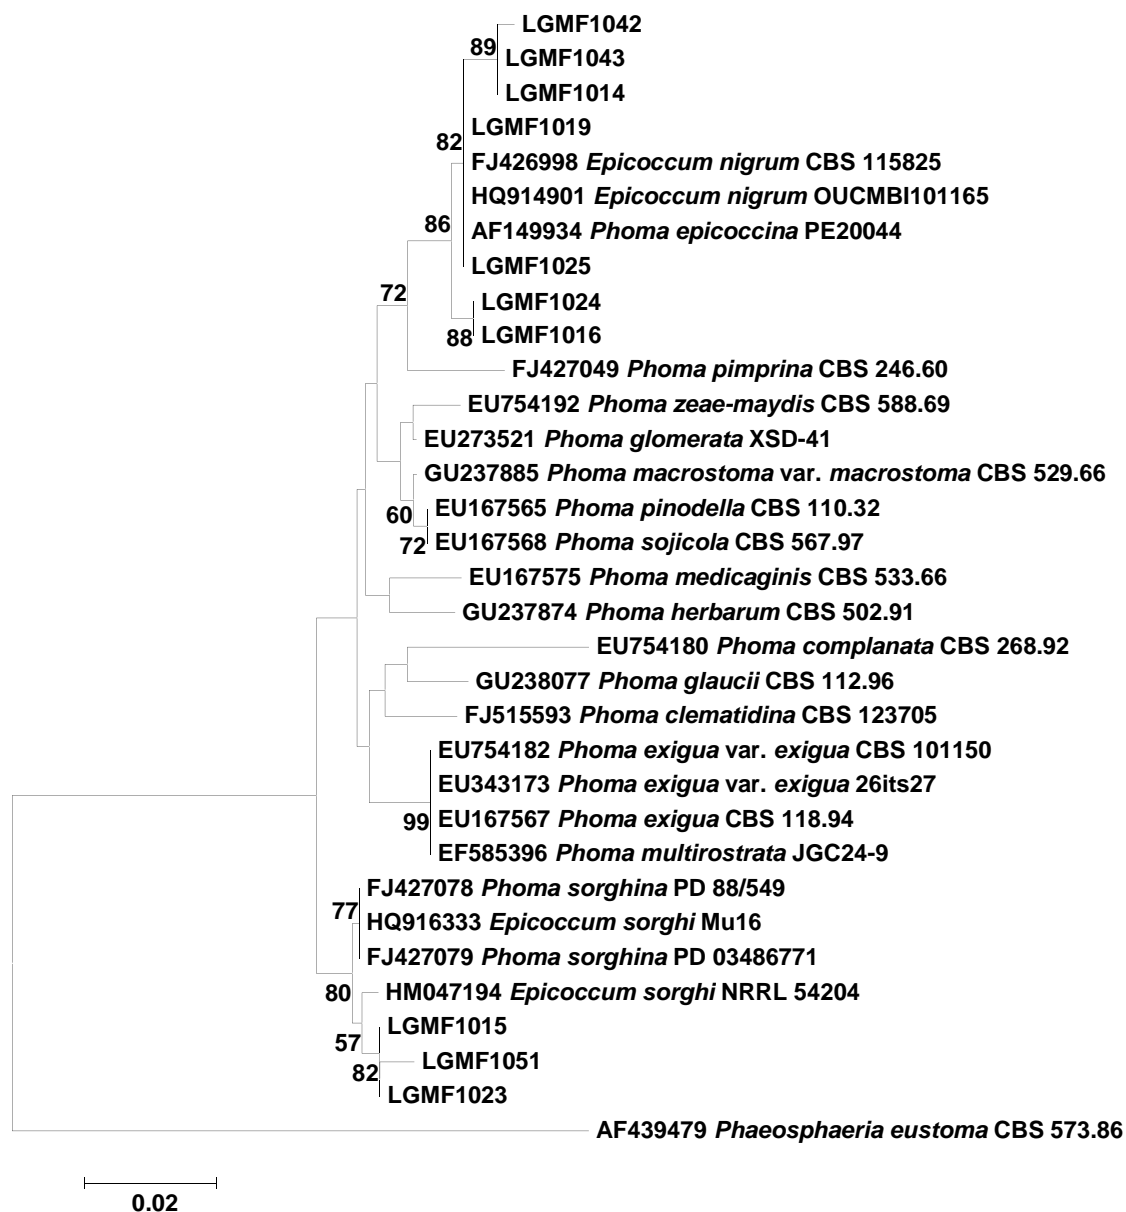 LGMF1042
89
LGMF1043
LGMF1014
LGMF1019
82
FJ426998 Epicoccum nigrum CBS 115825
HQ914901 Epicoccum nigrum OUCMBI101165
86
AF149934 Phoma epicoccina PE20044
LGMF1025
72
LGMF1024
88
LGMF1016
FJ427049 Phoma pimprina CBS 246.60
EU754192 Phoma zeae-maydis CBS 588.69
EU273521 Phoma glomerata XSD-41
GU237885 Phoma macrostoma var. macrostoma CBS 529.66
60
EU167565 Phoma pinodella CBS 110.32
72
EU167568 Phoma sojicola CBS 567.97
EU167575 Phoma medicaginis CBS 533.66
GU237874 Phoma herbarum CBS 502.91
EU754180 Phoma complanata CBS 268.92
GU238077 Phoma glaucii CBS 112.96
FJ515593 Phoma clematidina CBS 123705
EU754182 Phoma exigua var. exigua CBS 101150
EU343173 Phoma exigua var. exigua 26its27
99
EU167567 Phoma exigua CBS 118.94
EF585396 Phoma multirostrata JGC24-9
FJ427078 Phoma sorghina PD 88/549
77
HQ916333 Epicoccum sorghi Mu16
FJ427079 Phoma sorghina PD 03486771
80
HM047194 Epicoccum sorghi NRRL 54204
LGMF1015
57
LGMF1051
82
LGMF1023
AF439479 Phaeosphaeria eustoma CBS 573.86
0.02